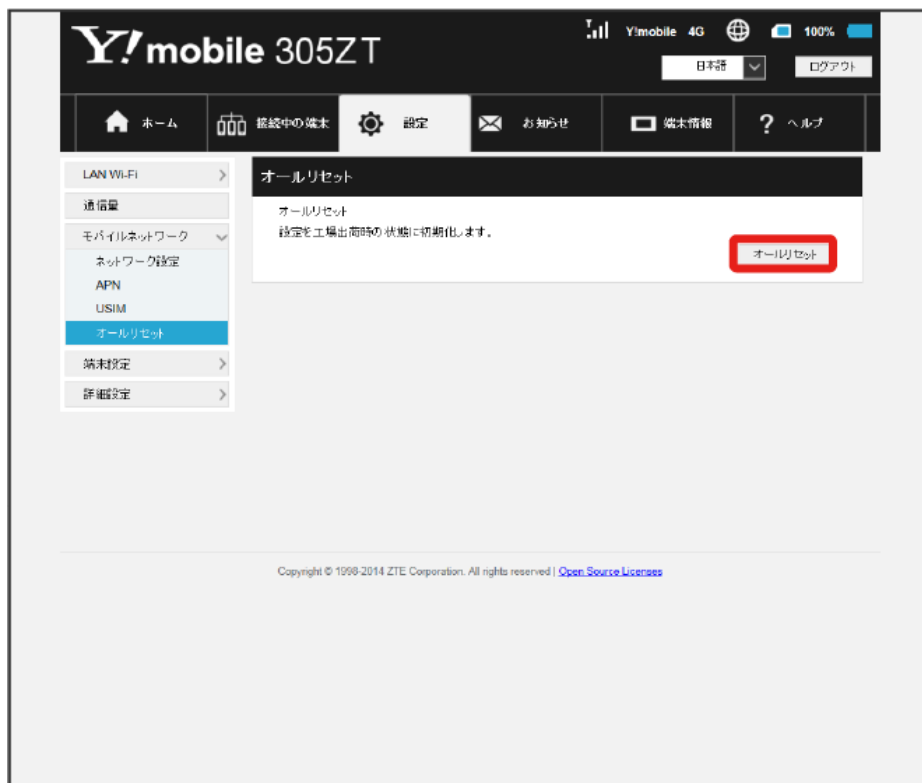 Y! mobile 305ZT
Y!mobile 4G 100%
日本語 ログアウト
ホーム 接続中の端末 設定 お知らせ 端末情報 ? ヘルプ
LAN Wi-Fi
通信量
モバイルネットワーク
ネットワーク設定
APN
USIM
オールリセット
端末設定
詳細設定
オールリセット
オールリセット
設定を工場出荷時の状態に初期化します。
オールリセット
Copyright © 1998-2014 ZTE Corporation. All rights reserved | Open Source Licenses